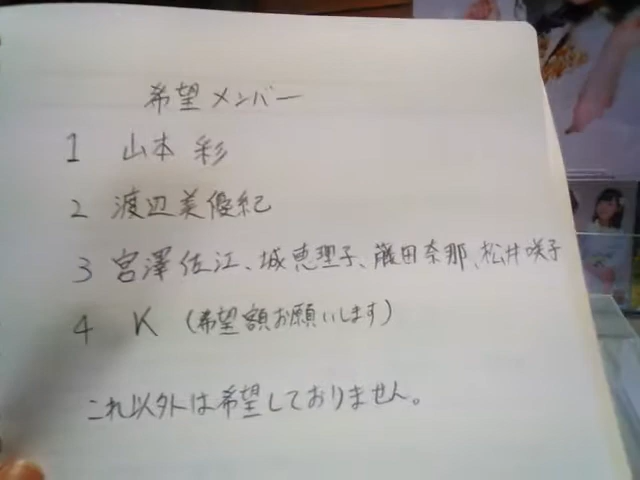 希望メンバー
1 山本 彩
2 渡辺美優紀
3 宮澤佐江、城恵理子、藤田奈那、松井咲子
4 K (希望額お願いします)
これ以外は希望しておりません。